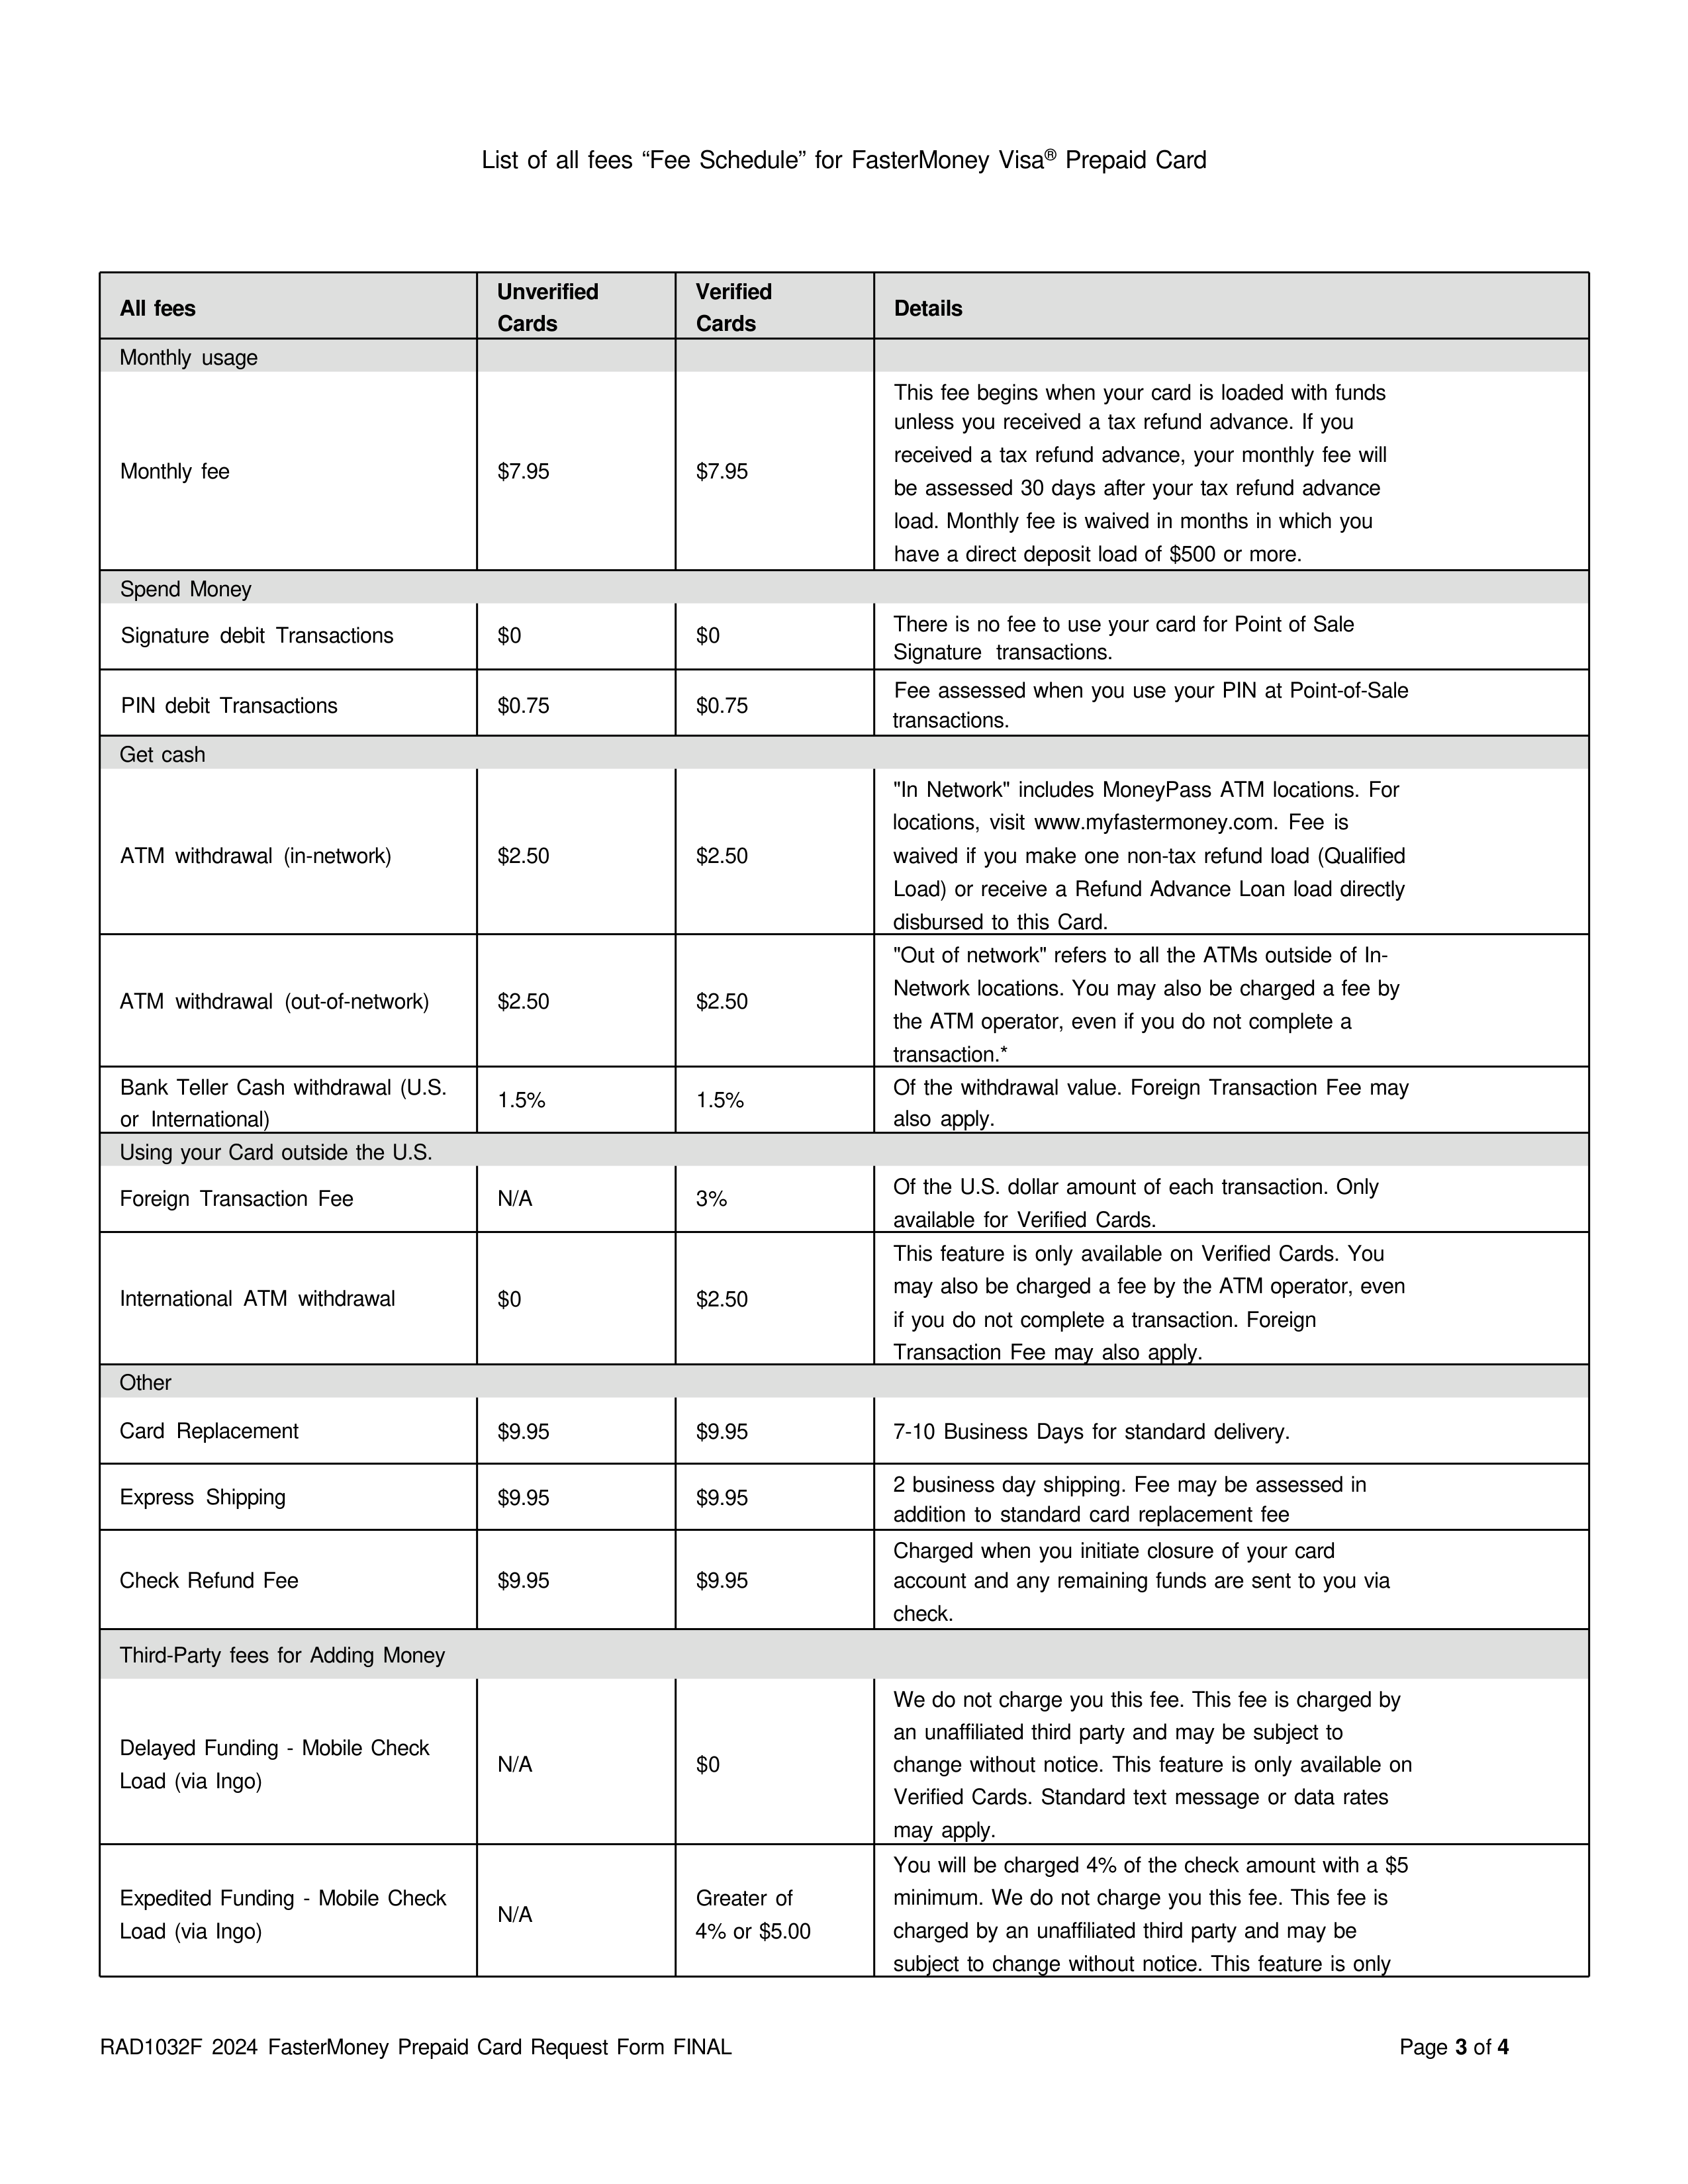 List of all fees “Fee Schedule” for FasterMoney Visa® Prepaid Card
All fees
Unverified
Cards
Verified
Cards
Details
Monthly usage
Monthly fee
$7.95
$7.95
This fee begins when your card is loaded with funds
unless you received a tax refund advance. If you
received a tax refund advance, your monthly fee will
be assessed 30 days after your tax refund advance
load. Monthly fee is waived in months in which you
have a direct deposit load of $500 or more.
Spend Money
Signature debit Transactions
$0
$0
There is no fee to use your card for Point of Sale
Signature transactions.
PIN debit Transactions
$0.75
$0.75
Fee assessed when you use your PIN at Point-of-Sale
transactions.
Get cash
ATM withdrawal (in-network)
$2.50
$2.50
"In Network" includes MoneyPass ATM locations. For
locations, visit www.myfastermoney.com. Fee is
waived if you make one non-tax refund load (Qualified
Load) or receive a Refund Advance Loan load directly
disbursed to this Card.
ATM withdrawal (out-of-network)
$2.50
$2.50
"Out of network" refers to all the ATMs outside of In-
Network locations. You may also be charged a fee by
the ATM operator, even if you do not complete a
transaction.*
Bank Teller Cash withdrawal (U.S.
or International)
1.5%
1.5%
Of the withdrawal value. Foreign Transaction Fee may
also apply.
Using your Card outside the U.S.
Foreign Transaction Fee
N/A
3%
Of the U.S. dollar amount of each transaction. Only
available for Verified Cards.
International ATM withdrawal
$0
$2.50
This feature is only available on Verified Cards. You
may also be charged a fee by the ATM operator, even
if you do not complete a transaction. Foreign
Transaction Fee may also apply.
Other
Card Replacement
$9.95
$9.95
7-10 Business Days for standard delivery.
Express Shipping
$9.95
$9.95
2 business day shipping. Fee may be assessed in
addition to standard card replacement fee
Check Refund Fee
$9.95
$9.95
Charged when you initiate closure of your card
account and any remaining funds are sent to you via
check.
Third-Party fees for Adding Money
Delayed Funding - Mobile Check
Load (via Ingo)
N/A
$0
We do not charge you this fee. This fee is charged by
an unaffiliated third party and may be subject to
change without notice. This feature is only available on
Verified Cards. Standard text message or data rates
may apply.
Expedited Funding - Mobile Check
Load (via Ingo)
N/A
Greater of
4% or $5.00
You will be charged 4% of the check amount with a $5
minimum. We do not charge you this fee. This fee is
charged by an unaffiliated third party and may be
subject to change without notice. This feature is only
RAD1032F 2024 FasterMoney Prepaid Card Request Form FINAL
Page 3 of 4